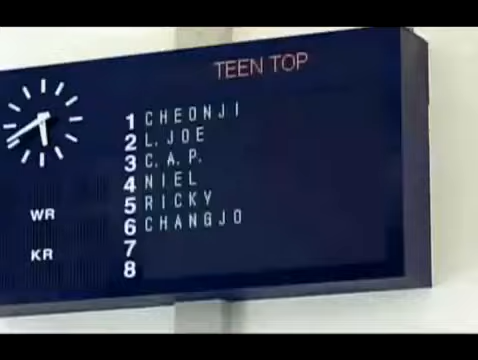 TEEN TOP
1 CHEONJI
2 L.JOE
3 C.A.P.
4 NIEL
5 RICKY
6 CHANGJO
7
8
WR
KR